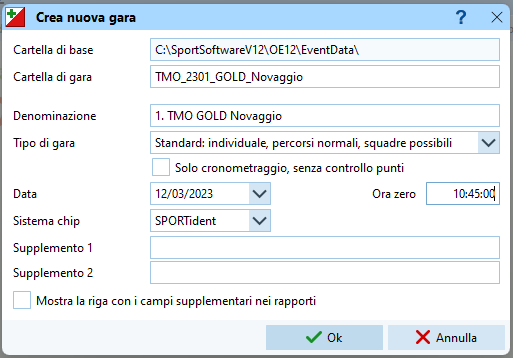 Crea nuova gara
?
Cartella di base C:\SportSoftwareV12\OE12\EventData\
Cartella di gara TMO_2301_GOLD_Novaggio
Denominazione 1. TMO GOLD Novaggio
Tipo di gara Standard: individuale, percorsi normali, squadre possibili
Solo cronometraggio, senza controllo punti
Data 12/03/2023 Ora zero 10:45:00
Sistema chip SPORTident
Supplemento 1
Supplemento 2
Mostra la riga con i campi supplementari nei rapporti
Ok Annulla